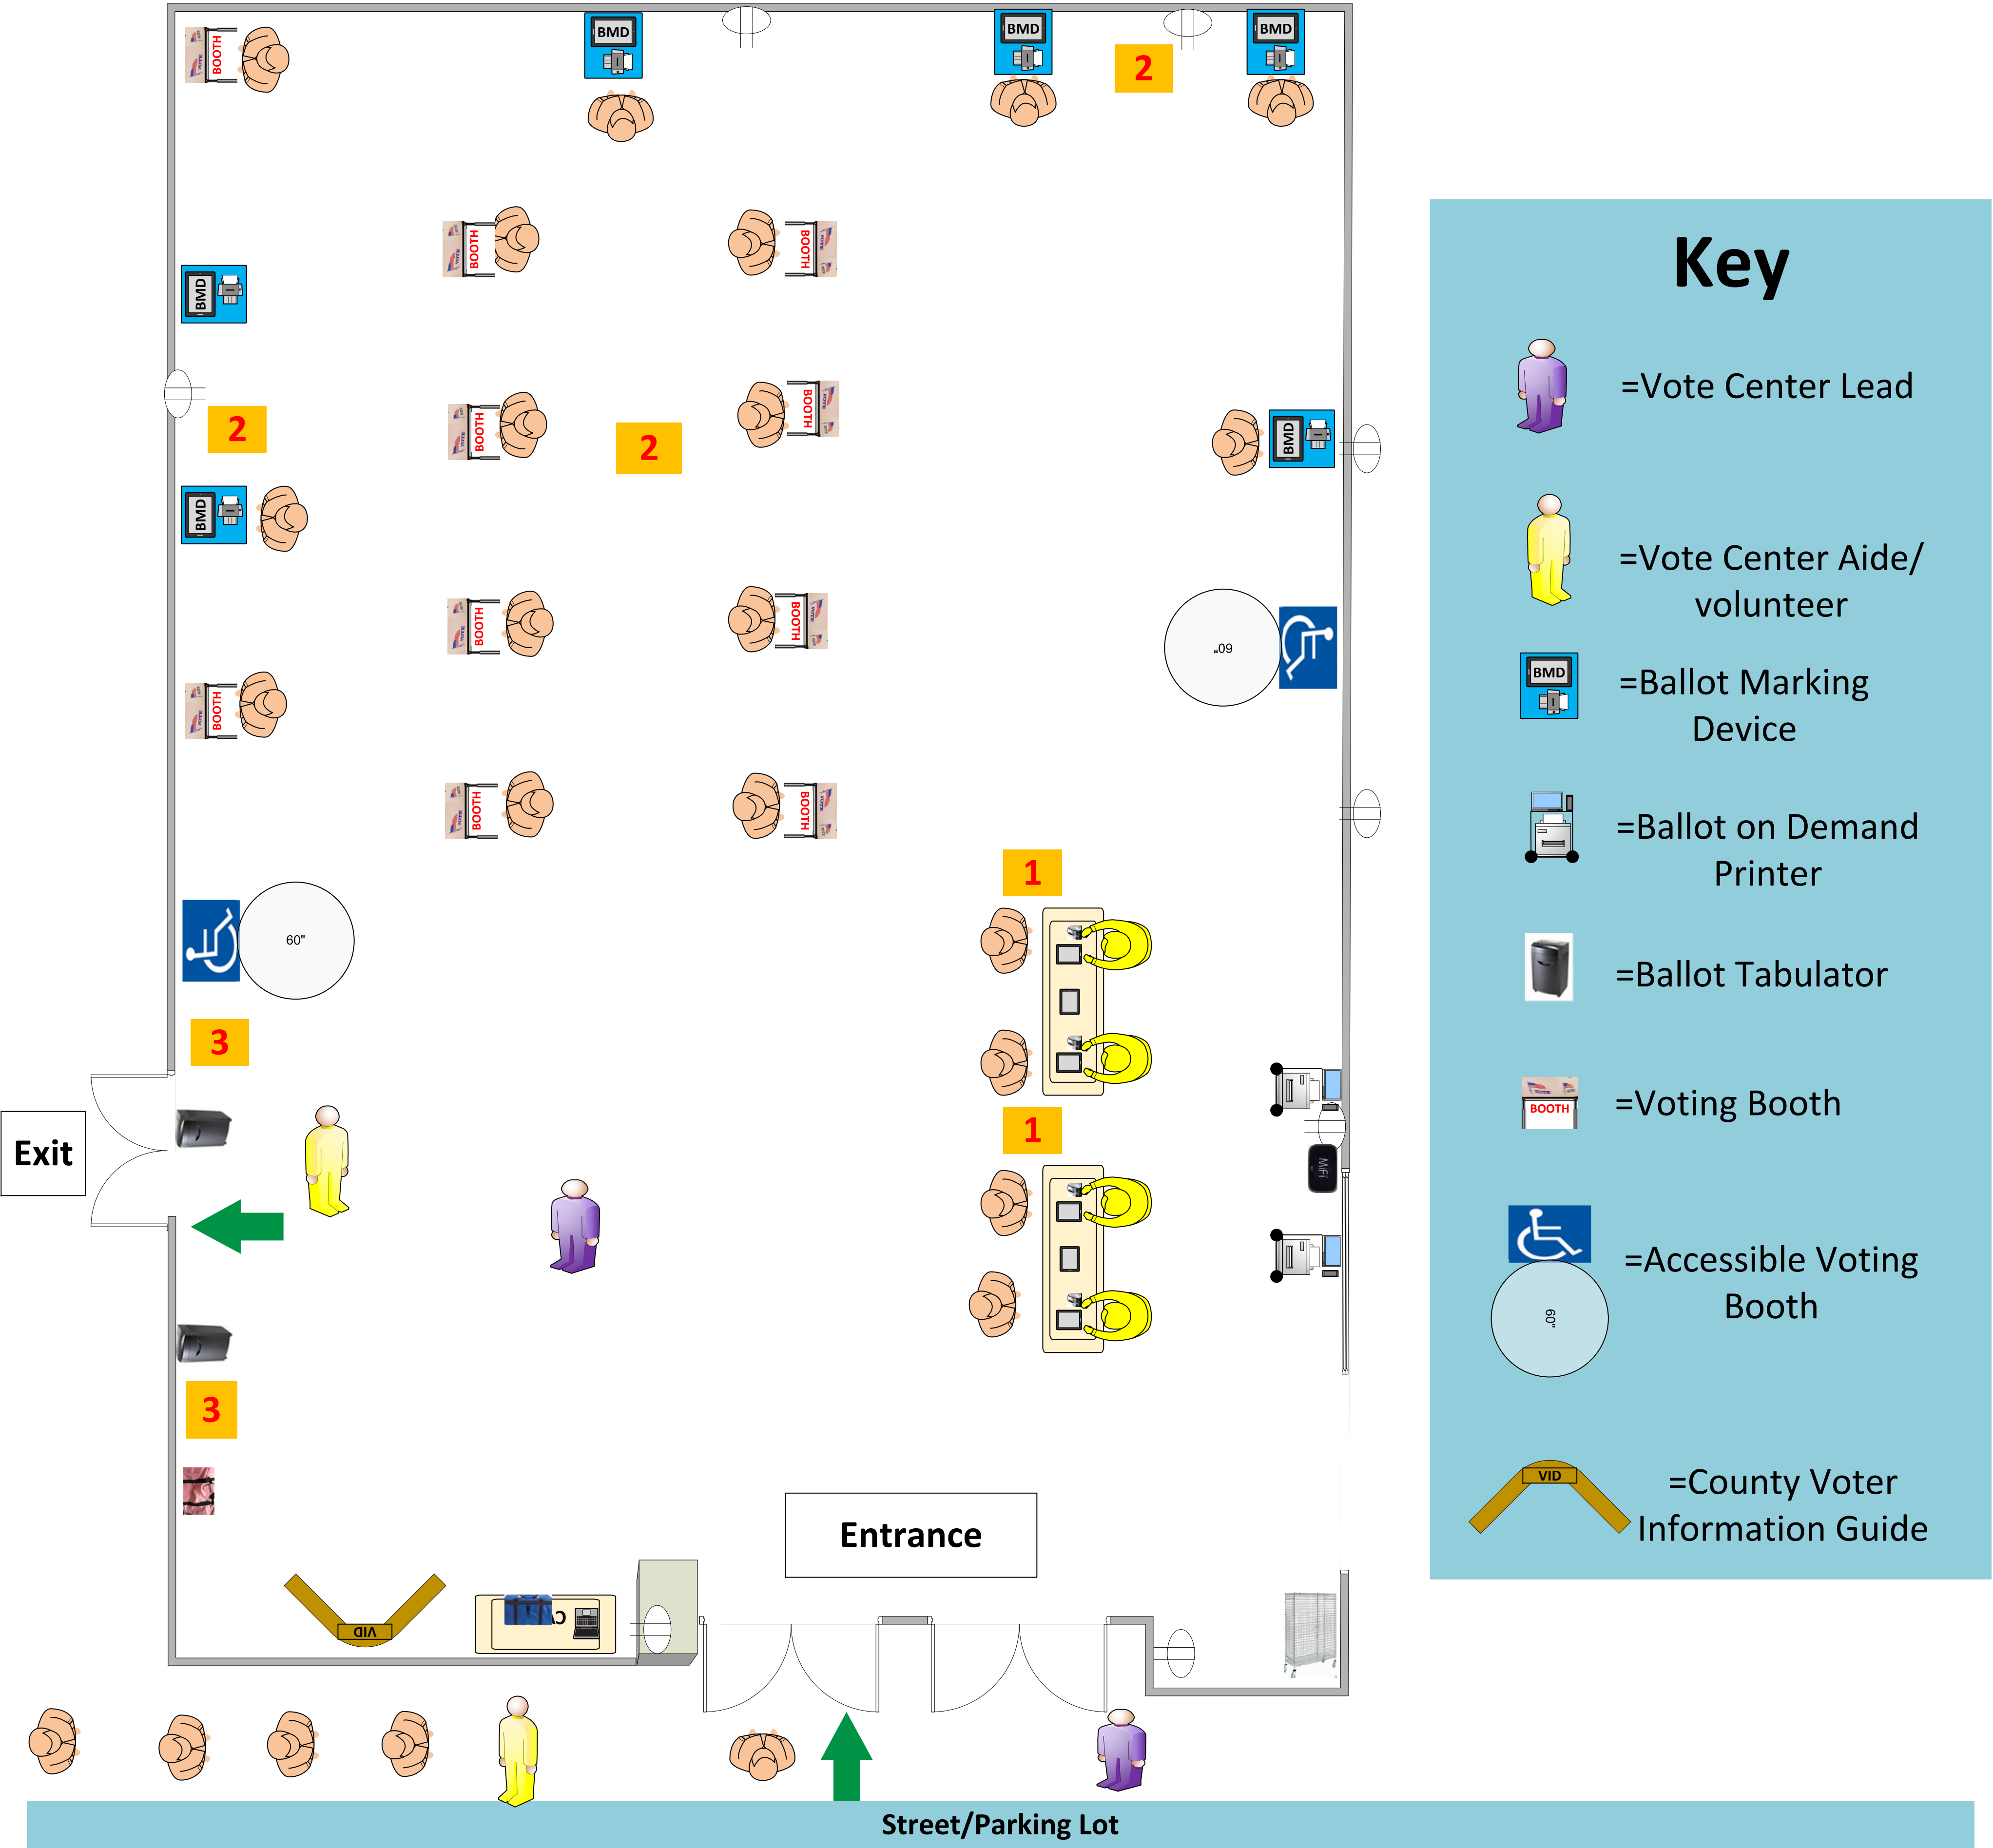 BOOTH
BMD
BMD
2
BMD
BOOTH
BOOTH
BMD
2
2
BOOTH
BOOTH
BMD
BMD
BOOTH
BOOTH
60"
BOOTH
BOOTH
BOOTH
1
60"
3
1
Exit
MiFi
3
Entrance
VID
CV
Street/Parking Lot
Key
=Vote Center Lead
=Vote Center Aide/
volunteer
BMD
=Ballot Marking
Device
=Ballot on Demand
Printer
=Ballot Tabulator
VOTE
BOOTH
=Voting Booth
=Accessible Voting
Booth
60"
VID
=County Voter
Information Guide